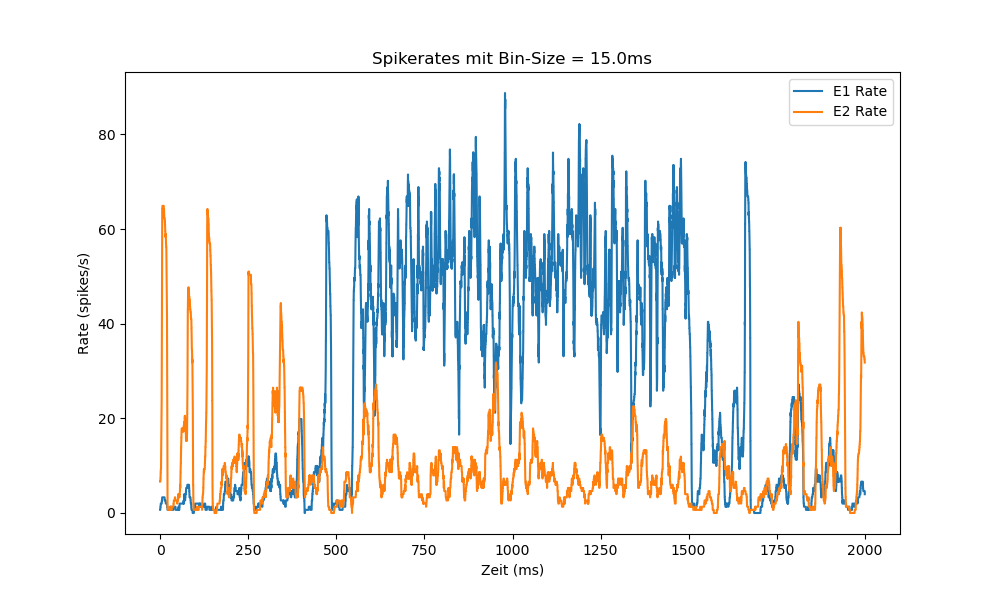 Spikerates mit Bin-Size = 15.0ms
E1 Rate
E2 Rate
Rate (spikes/s)
80
60
40
20
0
0 250 500 750 1000 1250 1500 1750 2000
Zeit (ms)